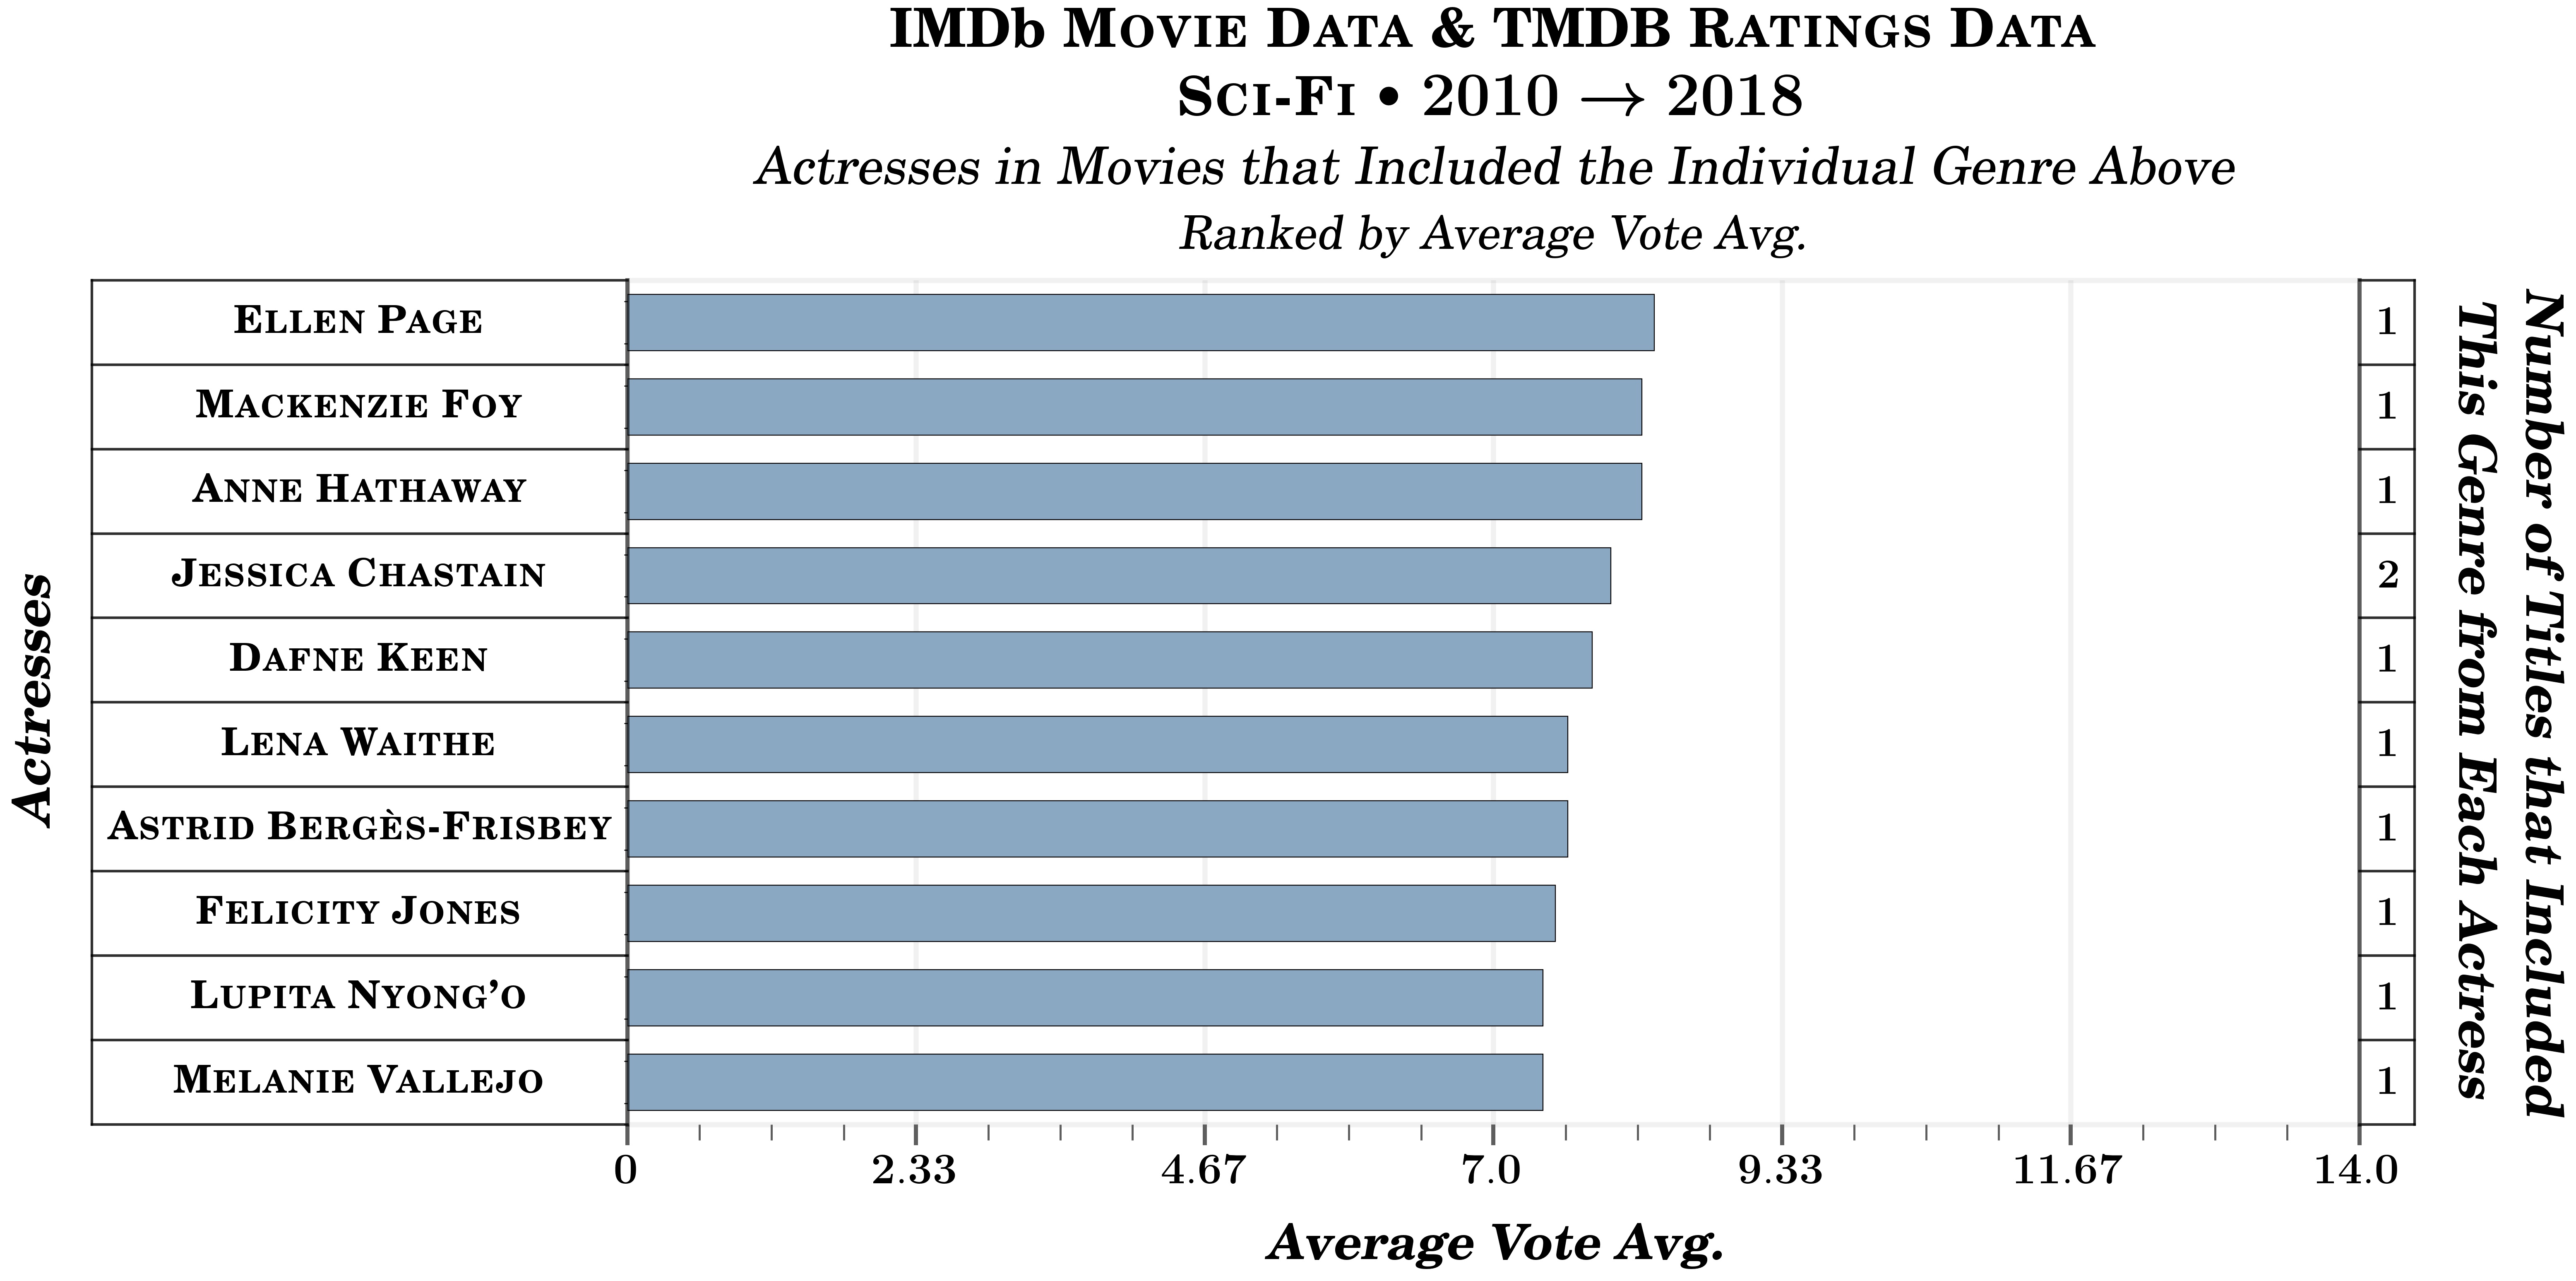 IMDb Movie Data & TMDB Ratings Data
Sci-Fi • 2010 → 2018
Actresses in Movies that Included the Individual Genre Above
Ranked by Average Vote Avg.
Actresses
Ellen Page 1
Mackenzie Foy 1
Anne Hathaway 1
Jessica Chastain 2
Dafne Keen 1
Lena Waithe 1
Astrid Bergès-Frisbey 1
Felicity Jones 1
Lupita Nyong’o 1
Melanie Vallejo 1
Number of Titles that Included
This Genre from Each Actress
0 2.33 4.67 7.0 9.33 11.67 14.0
Average Vote Avg.